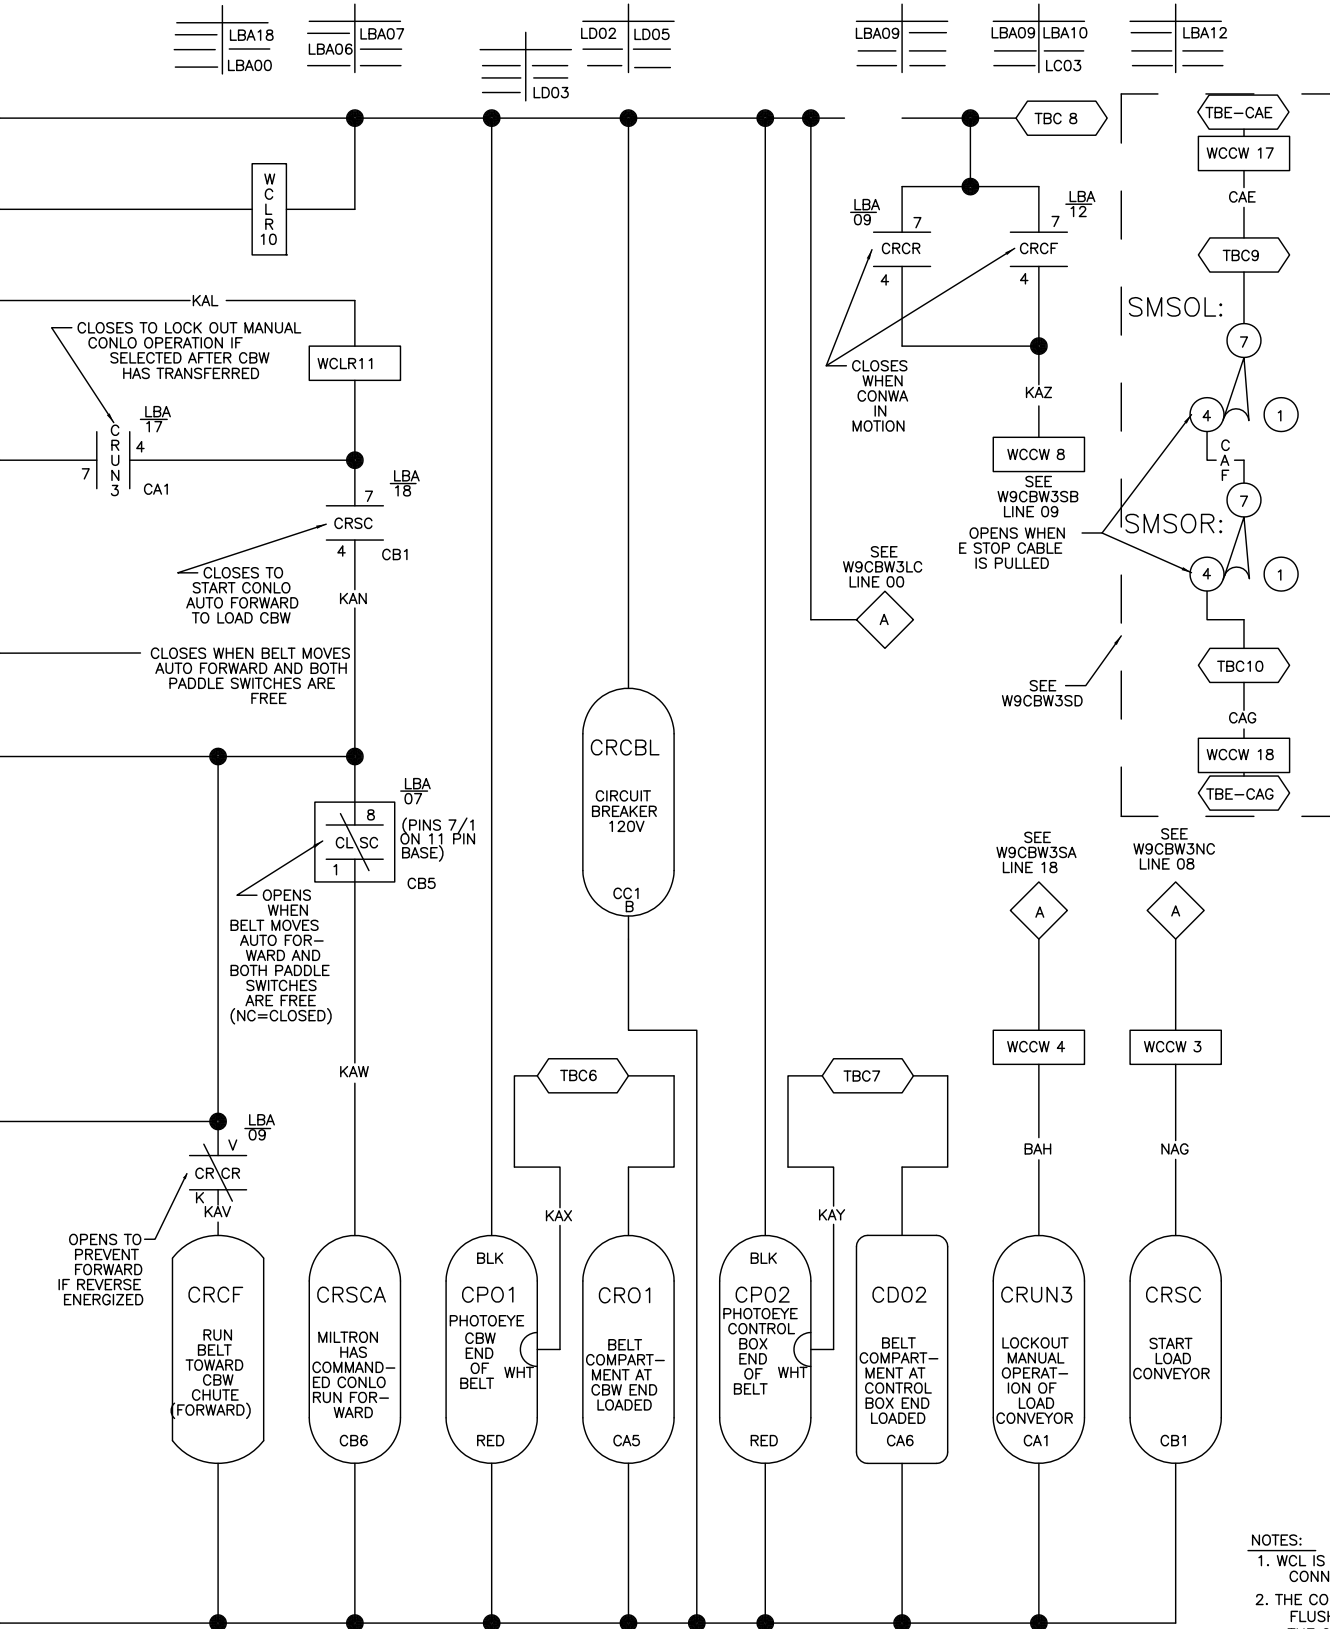 LBA18
LBA00
LBA07
LBA06
LD03
LD02 LD05
LBA09
LBA09 LBA10
LC03
LBA12
TBC 8
TBE-CAE
WCCW 17
CAE
TBC9
SMSOL:
7
4
1
C
A
F
SMSOR:
7
4
1
OPENS WHEN
E STOP CABLE
IS PULLED
TBC10
CAG
WCCW 18
TBE-CAG
SEE
W9CBW3SD
W
C
L
R
10
KAL
CLOSES TO LOCK OUT MANUAL
CONLO OPERATION IF
SELECTED AFTER CBW
HAS TRANSFERRED
WCLR11
LBA
17
C
R
U
N
3
4
7
CA1
LBA
18
7
CRSC
4
CB1
CLOSES TO
START CONLO
AUTO FORWARD
TO LOAD CBW
KAN
CLOSES WHEN BELT MOVES
AUTO FORWARD AND BOTH
PADDLE SWITCHES ARE
FREE
LBA
07
8
CLSC
1
(PINS 7/1
ON 11 PIN
BASE)
CB5
OPENS
WHEN
BELT MOVES
AUTO FOR-
WARD AND
BOTH PADDLE
SWITCHES
ARE FREE
(NC=CLOSED)
KAW
LBA
09
7
CRCR
4
LBA
12
7
CRCF
4
CLOSES
WHEN
CONWA
IN
MOTION
KAZ
WCCW 8
SEE
W9CBW3SB
LINE 09
SEE
W9CBW3LC
LINE 00
A
CRCBL
CIRCUIT
BREAKER
120V
CC1
B
SEE
W9CBW3SA
LINE 18
A
WCCW 4
BAH
SEE
W9CBW3NC
LINE 08
A
WCCW 3
NAG
TBC6
KAX
TBC7
KAY
LBA
09
V
CRCR
K
KAV
OPENS TO
PREVENT
FORWARD
IF REVERSE
ENERGIZED
CRCF
RUN
BELT
TOWARD
CBW
CHUTE
(FORWARD)
CRSCA
MILTRON
HAS
COMMAND-
ED CONLO
RUN FOR-
WARD
CB6
BLK
CPO1
PHOTOEYE
CBW
END
OF
BELT
WHT
RED
CRO1
BELT
COMPART-
MENT AT
CBW END
LOADED
CA5
BLK
CPO2
PHOTOEYE
CONTROL
BOX
END
OF
BELT
WHT
RED
CDO2
BELT
COMPART-
MENT AT
CONTROL
BOX END
LOADED
CA6
CRUN3
LOCKOUT
MANUAL
OPERAT-
ION OF
LOAD
CONVEYOR
CA1
CRSC
START
LOAD
CONVEYOR
CB1
NOTES:
1. WCL IS
CONN
2. THE CO
FLUSH